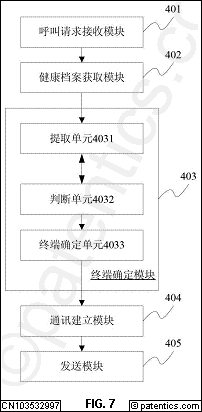 呼叫请求接收模块
401
健康档案获取模块
402
提取单元4031
判断单元4032
403
终端确定单元4033
终端确定模块
通讯建立模块
404
发送模块
405
© patentics.com
CN103532997
FIG. 7
© patentics.com